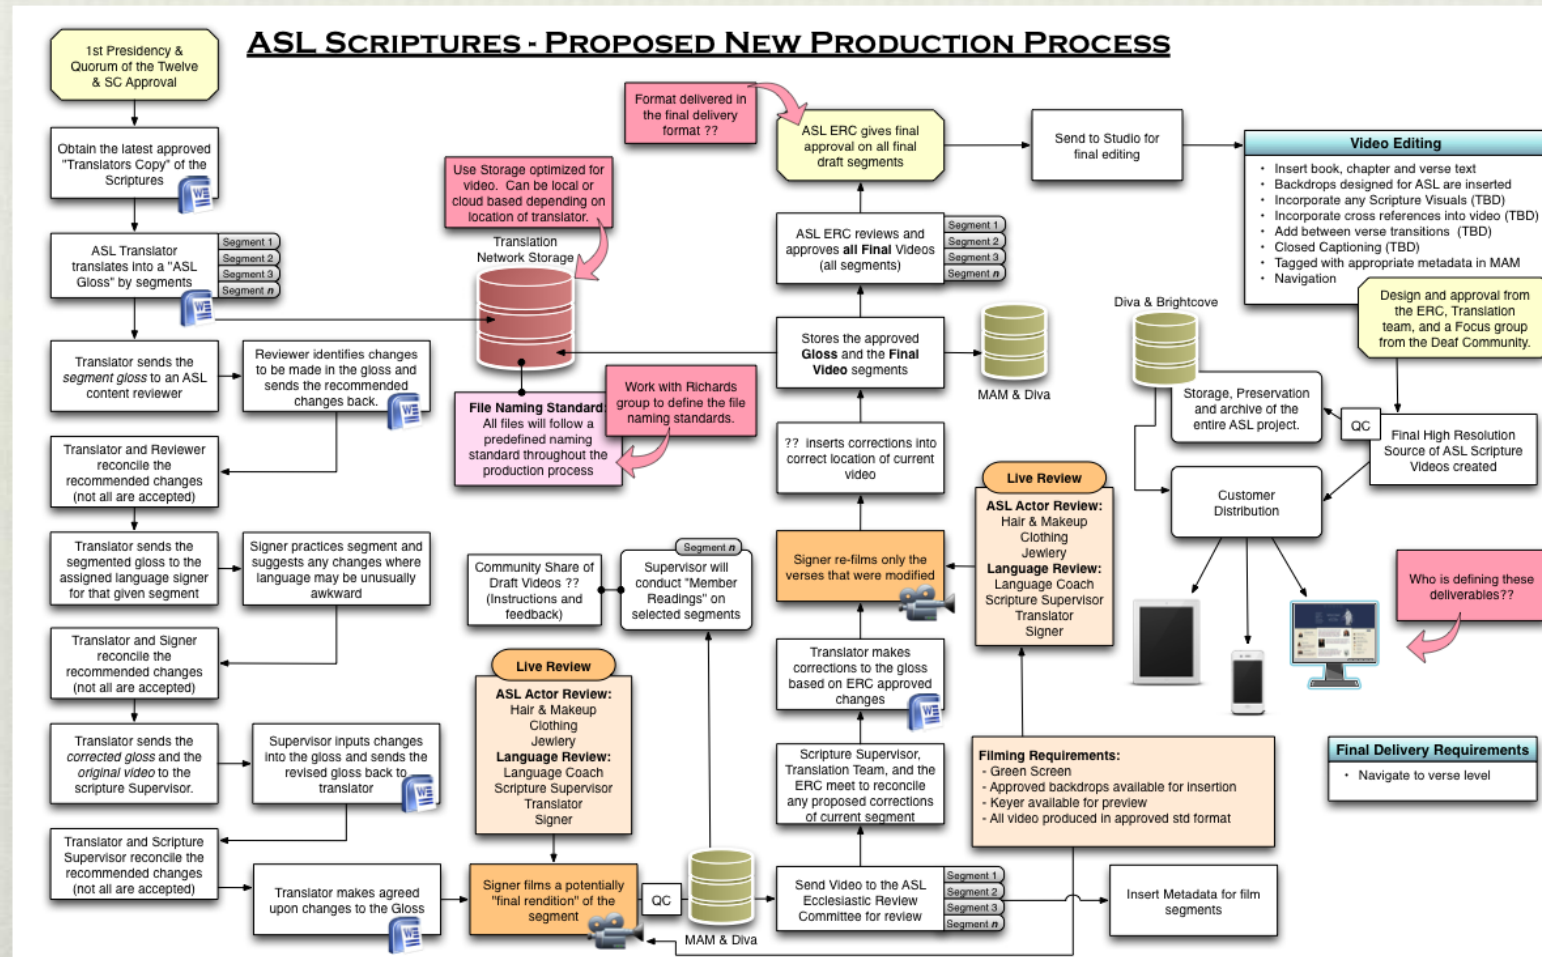 ASL Scriptures - Proposed New Production Process
1st Presidency &
Quorum of the Twelve
& SC Approval
Obtain the latest approved
"Translators Copy" of the
Scriptures
ASL Translator
translates into a "ASL
Gloss" by segments
Segment 1
Segment 2
Segment 3
Segment n
Translator sends the
segment gloss to an ASL
content reviewer
Reviewer identifies changes
to be made in the gloss and
sends the recommended
changes back.
Translator and Reviewer
reconcile the
recommended changes
(not all are accepted)
Translator sends the
segmented gloss to the
assigned language signer
for that given segment
Signer practices segment and
suggests any changes where
language may be unusually
awkward
Translator and Signer
reconcile the
recommended changes
(not all are accepted)
Translator sends the
corrected gloss and the
original video to the
scripture Supervisor.
Supervisor inputs changes
into the gloss and sends the
revised gloss back to
translator
Translator and Scripture
Supervisor reconcile the
recommended changes
(not all are accepted)
Translator makes agreed
upon changes to the Gloss
Use Storage optimized for
video. Can be local or
cloud based depending on
location of translator.
Translation
Network Storage
File Naming Standard:
All files will follow a
predefined naming
standard throughout the
production process
Work with Richards
group to define the file
naming standards.
Community Share of
Draft Videos ??
(Instructions and
feedback)
Segment n
Supervisor will
conduct "Member
Readings" on
selected segments
Live Review
ASL Actor Review:
Hair & Makeup
Clothing
Jewlery
Language Review:
Language Coach
Scripture Supervisor
Translator
Signer
Signer films a potentially
"final rendition" of the
segment
QC
MAM & Diva
Format delivered in
the final delivery
format ??
ASL ERC gives final
approval on all final
draft segments
ASL ERC reviews and
approves all Final Videos
(all segments)
Segment 1
Segment 2
Segment 3
Segment n
Stores the approved
Gloss and the Final
Video segments
MAM & Diva
?? inserts corrections into
correct location of current
video
Signer re-films only the
verses that were modified
Translator makes
corrections to the gloss
based on ERC approved
changes
Scripture Supervisor,
Translation Team, and the
ERC meet to reconcile
any proposed corrections
of current segment
Send Video to the ASL
Ecclesiastic Review
Committee for review
Segment 1
Segment 2
Segment 3
Segment n
Live Review
ASL Actor Review:
Hair & Makeup
Clothing
Jewlery
Language Review:
Language Coach
Scripture Supervisor
Translator
Signer
Filming Requirements:
- Green Screen
- Approved backdrops available for insertion
- Keyer available for preview
- All video produced in approved std format
Insert Metadata for film
segments
Send to Studio for
final editing
Video Editing
• Insert book, chapter and verse text
• Backdrops designed for ASL are inserted
• Incorporate any Scripture Visuals (TBD)
• Incorporate cross references into video (TBD)
• Add between verse transitions (TBD)
• Closed Captioning (TBD)
• Tagged with appropriate metadata in MAM
• Navigation
Design and approval from
the ERC, Translation
team, and a Focus group
from the Deaf Community.
Diva & Brightcove
Storage, Preservation
and archive of the
entire ASL project.
QC
Final High Resolution
Source of ASL Scripture
Videos created
Customer
Distribution
Who is defining these
deliverables??
Final Delivery Requirements
• Navigate to verse level